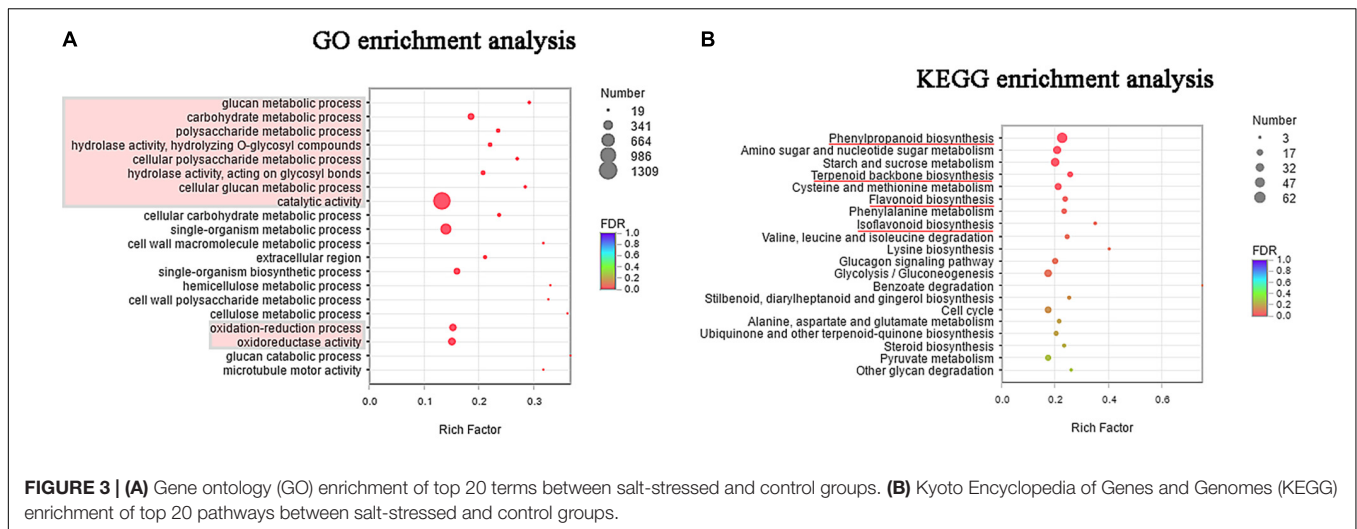 A
GO enrichment analysis
glucan metabolic process
carbohydrate metabolic process
polysaccharide metabolic process
hydrolase activity, hydrolyzing O-glycosyl compounds
cellular polysaccharide metabolic process
hydrolase activity, acting on glycosyl bonds
cellular glucan metabolic process
catalytic activity
cellular carbohydrate metabolic process
single-organism metabolic process
cell wall macromolecule metabolic process
extracellular region
single-organism biosynthetic process
hemicellulose metabolic process
cell wall polysaccharide metabolic process
cellulose metabolic process
oxidation-reduction process
oxidoreductase activity
glucan catabolic process
microtubule motor activity
0.0 0.1 0.2 0.3
Rich Factor
Number
19
341
664
986
1309
FDR
1.0
0.8
0.6
0.4
0.2
0.0
B
KEGG enrichment analysis
Phenylpropanoid biosynthesis
Amino sugar and nucleotide sugar metabolism
Starch and sucrose metabolism
Terpenoid backbone biosynthesis
Cysteine and methionine metabolism
Flavonoid biosynthesis
Phenylalanine metabolism
Isoflavonoid biosynthesis
Valine, leucine and isoleucine degradation
Lysine biosynthesis
Glucagon signaling pathway
Glycolysis / Gluconeogenesis
Benzoate degradation
Stilbenoid, diarylheptanoid and gingerol biosynthesis
Cell cycle
Alanine, aspartate and glutamate metabolism
Ubiquinone and other terpenoid-quinone biosynthesis
Steroid biosynthesis
Pyruvate metabolism
Other glycan degradation
0.0 0.2 0.4 0.6
Rich Factor
Number
3
17
32
47
62
FDR
1.0
0.8
0.6
0.4
0.2
0.0
FIGURE 3 | (A) Gene ontology (GO) enrichment of top 20 terms between salt-stressed and control groups. (B) Kyoto Encyclopedia of Genes and Genomes (KEGG)
enrichment of top 20 pathways between salt-stressed and control groups.